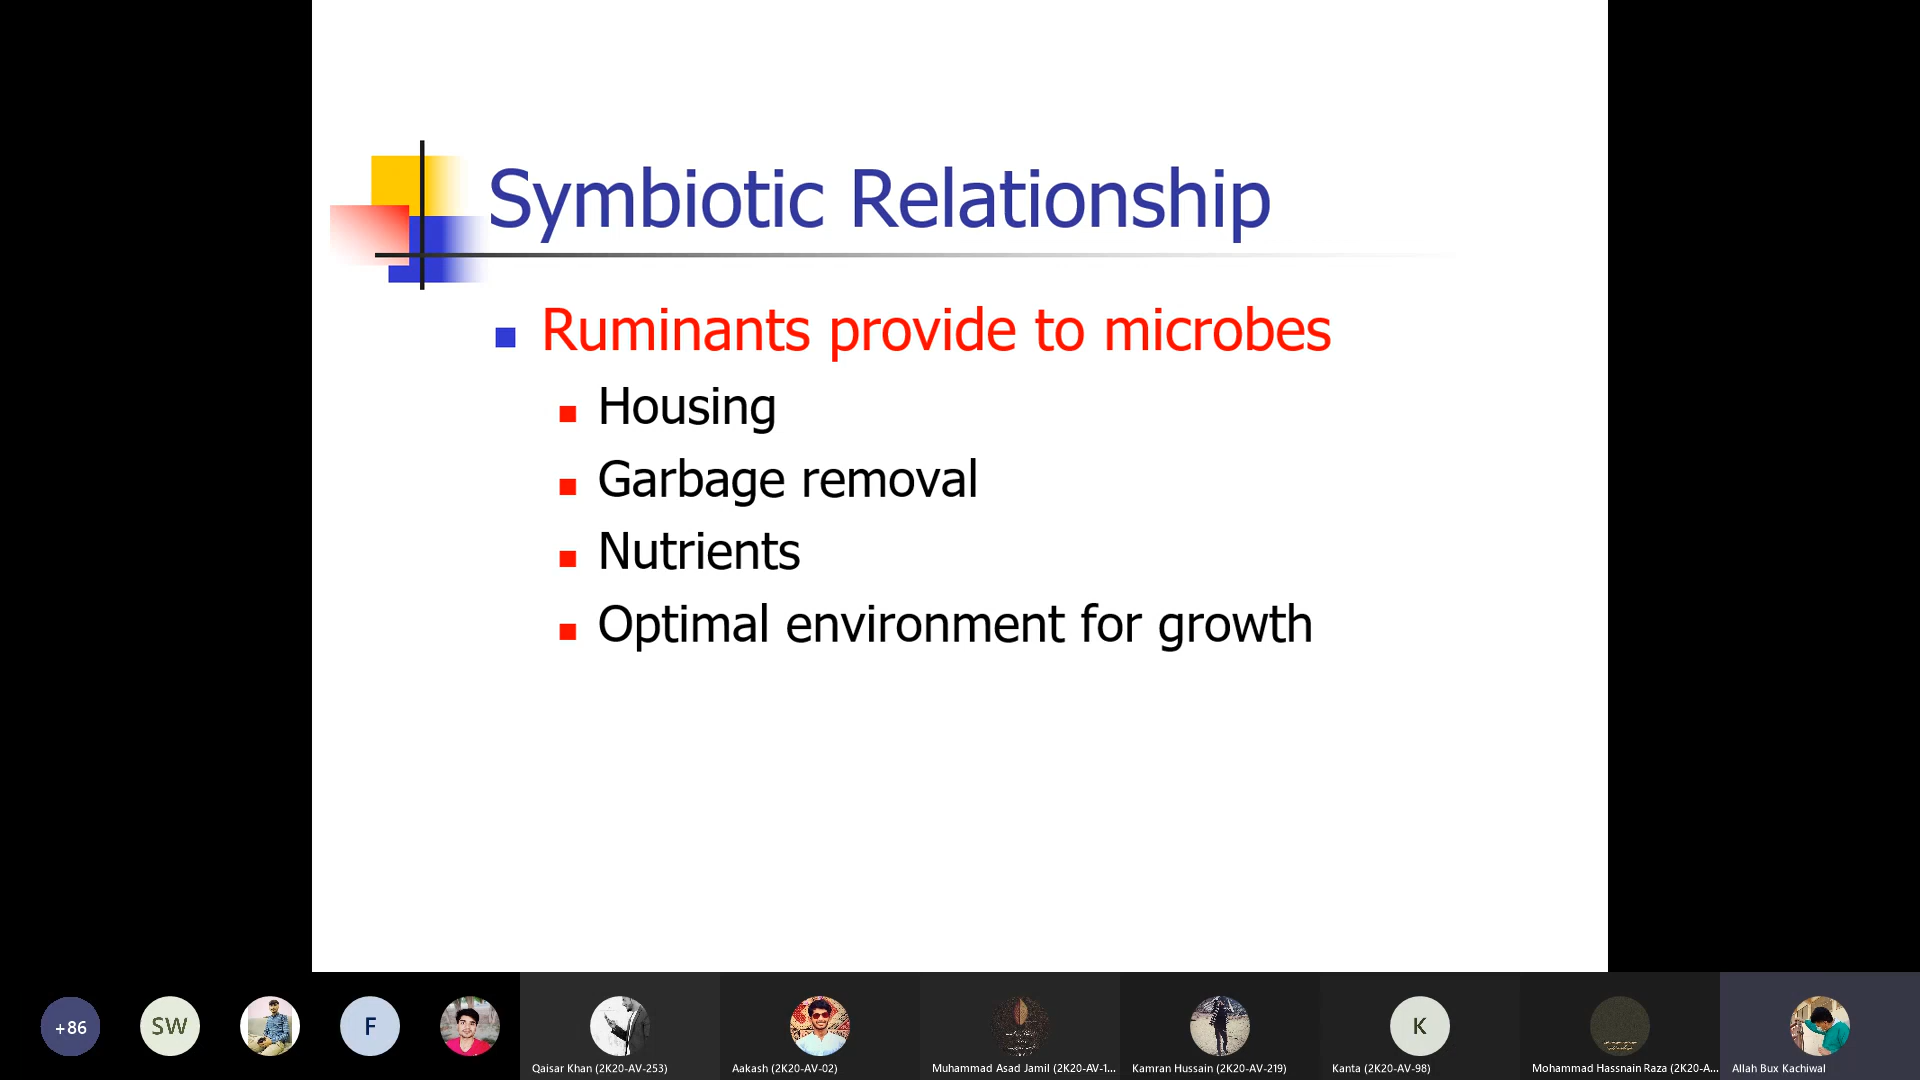 Symbiotic Relationship
Ruminants provide to microbes
Housing
Garbage removal
Nutrients
Optimal environment for growth
+86
SW
F
K
Qaisar Khan (2K20-AV-253)
Aakash (2K20-AV-02)
Muhammad Asad Jamil (2K20-AV-1...
Kamran Hussain (2K20-AV-219)
Kanta (2K20-AV-98)
Mohammad Hassnain Raza (2K20-A...
Allah Bux Kachiwal